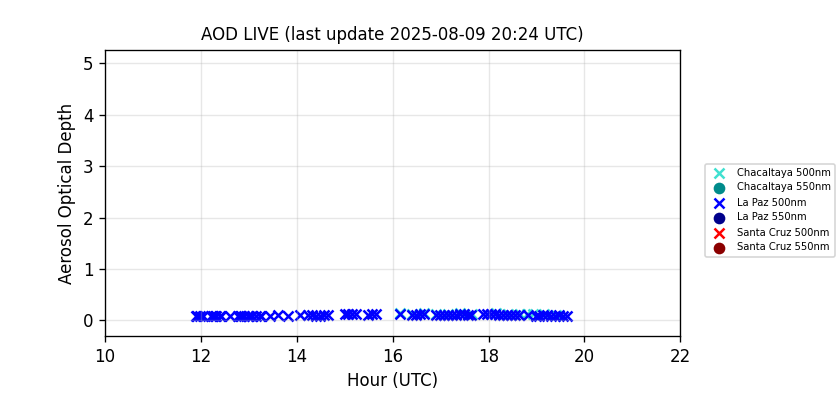 AOD LIVE (last update 2025-08-09 20:24 UTC)
Aerosol Optical Depth
5
4
3
2
1
0
10 12 14 16 18 20 22
Hour (UTC)
Chacaltaya 500nm
Chacaltaya 550nm
La Paz 500nm
La Paz 550nm
Santa Cruz 500nm
Santa Cruz 550nm